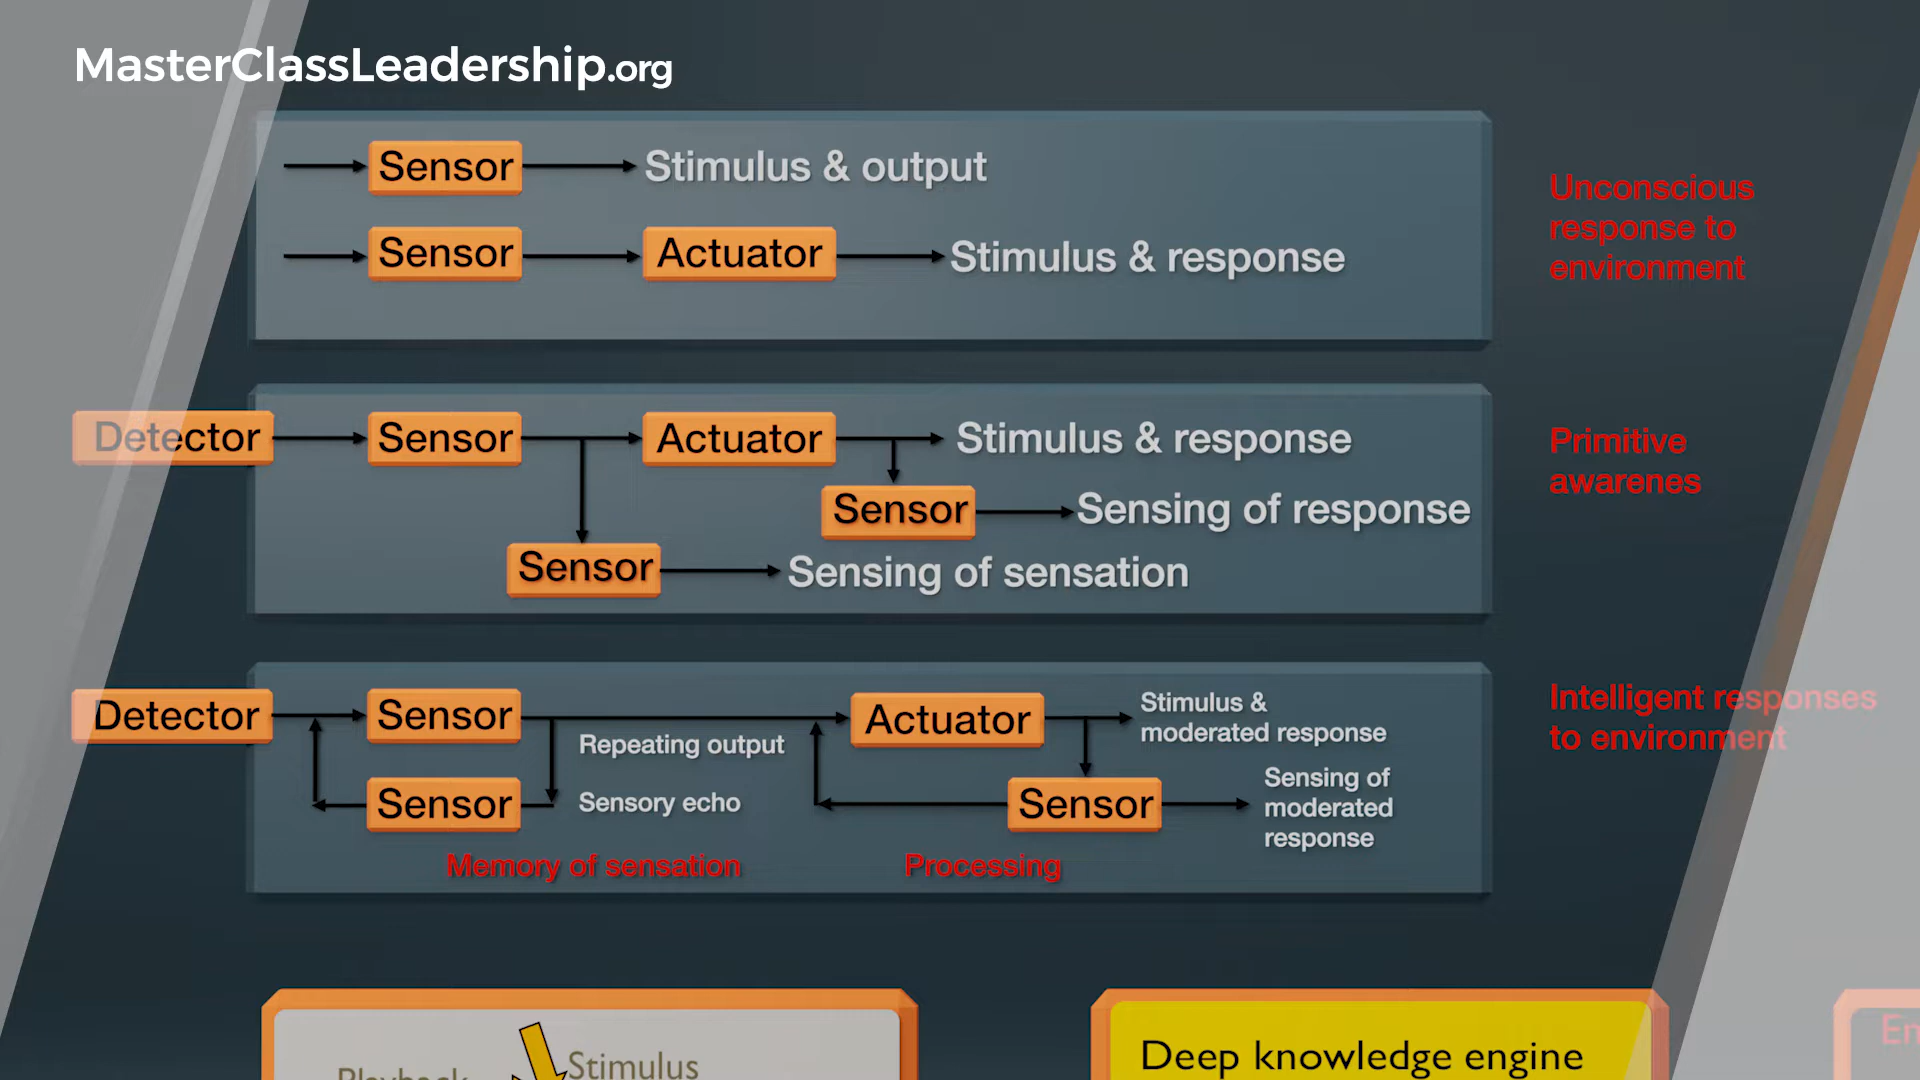 MasterClassLeadership.org
Sensor
Stimulus & output
Sensor
Actuator
Stimulus & response
Unconscious
response to
environment
Detector
Sensor
Actuator
Stimulus & response
Sensor
Sensing of response
Sensor
Sensing of sensation
Primitive
awarenes
Detector
Sensor
Repeating output
Actuator
Stimulus &
moderated response
Sensor
Sensory echo
Sensor
Sensing of
moderated
response
Memory of sensation
Processing
Intelligent responses
to environment
Playback
Stimulus
Deep knowledge engine